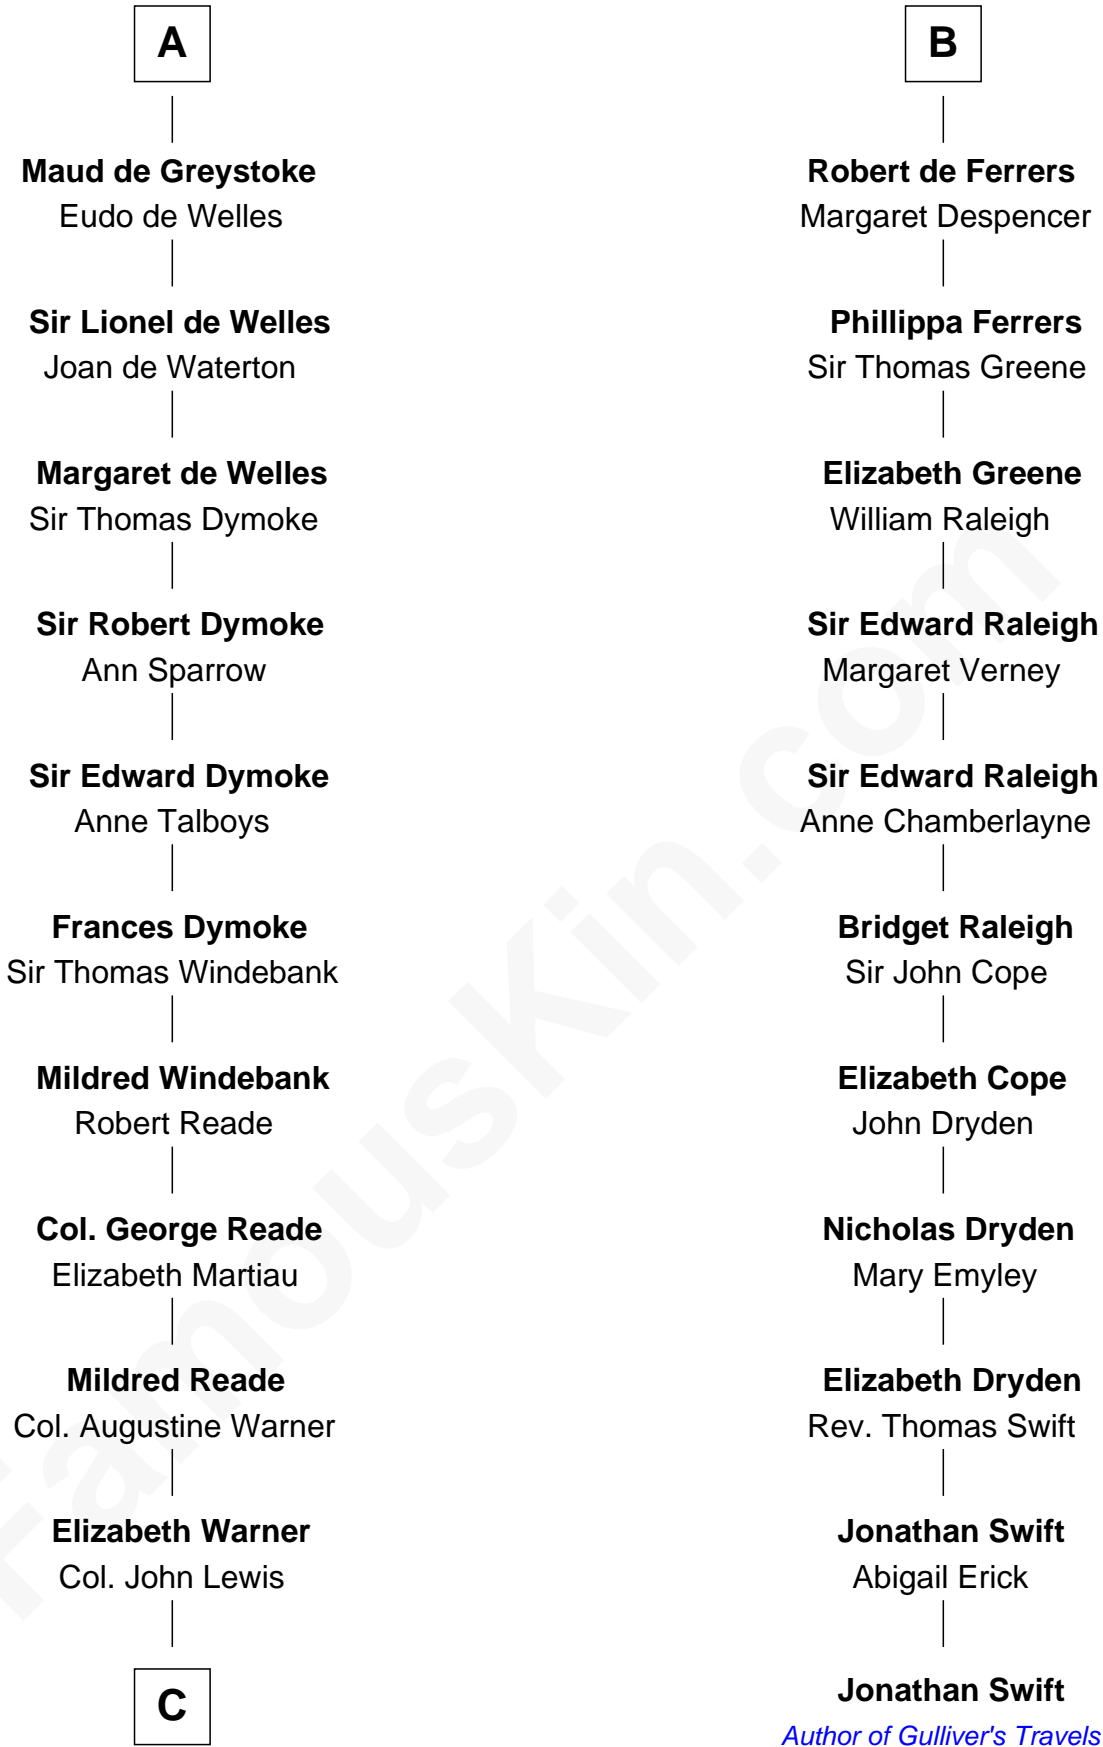 A
Maud de Greystoke
Eudo de Welles
Sir Lionel de Welles
Joan de Waterton
Margaret de Welles
Sir Thomas Dymoke
Sir Robert Dymoke
Ann Sparrow
Sir Edward Dymoke
Anne Talboys
Frances Dymoke
Sir Thomas Windebank
Mildred Windebank
Robert Reade
Col. George Reade
Elizabeth Martiau
Mildred Reade
Col. Augustine Warner
Elizabeth Warner
Col. John Lewis
C
B
Robert de Ferrers
Margaret Despencer
Phillippa Ferrers
Sir Thomas Greene
Elizabeth Greene
William Raleigh
Sir Edward Raleigh
Margaret Verney
Sir Edward Raleigh
Anne Chamberlayne
Bridget Raleigh
Sir John Cope
Elizabeth Cope
John Dryden
Nicholas Dryden
Mary Emyley
Elizabeth Dryden
Rev. Thomas Swift
Jonathan Swift
Abigail Erick
Jonathan Swift
Author of Gulliver's Travels
FamousKin.com